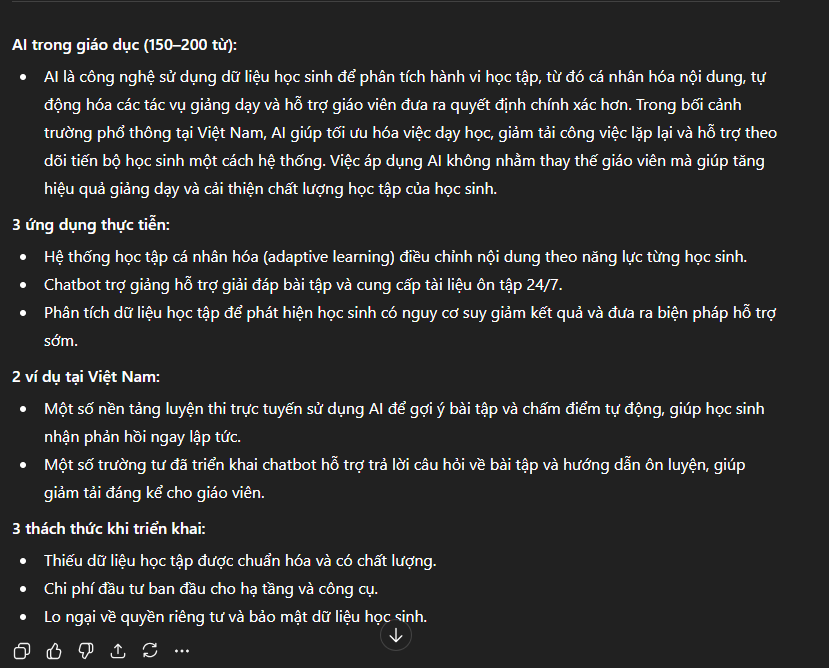 AI trong giáo dục (150–200 từ):
AI là công nghệ sử dụng dữ liệu học sinh để phân tích hành vi học tập, từ đó cá nhân hóa nội dung, tự
động hóa các tác vụ giảng dạy và hỗ trợ giáo viên đưa ra quyết định chính xác hơn. Trong bối cảnh
trường phổ thông tại Việt Nam, AI giúp tối ưu hóa việc dạy học, giảm tải công việc lặp lại và hỗ trợ theo
dõi tiến bộ học sinh một cách hệ thống. Việc áp dụng AI không nhằm thay thế giáo viên mà giúp tăng
hiệu quả giảng dạy và cải thiện chất lượng học tập của học sinh.
3 ứng dụng thực tiễn:
Hệ thống học tập cá nhân hóa (adaptive learning) điều chỉnh nội dung theo năng lực từng học sinh.
Chatbot trợ giảng hỗ trợ giải đáp bài tập và cung cấp tài liệu ôn tập 24/7.
Phân tích dữ liệu học tập để phát hiện học sinh có nguy cơ suy giảm kết quả và đưa ra biện pháp hỗ trợ
sớm.
2 ví dụ tại Việt Nam:
Một số nền tảng luyện thi trực tuyến sử dụng AI để gợi ý bài tập và chấm điểm tự động, giúp học sinh
nhận phản hồi ngay lập tức.
Một số trường tư đã triển khai chatbot hỗ trợ trả lời câu hỏi về bài tập và hướng dẫn ôn luyện, giúp
giảm tải đáng kể cho giáo viên.
3 thách thức khi triển khai:
Thiếu dữ liệu học tập được chuẩn hóa và có chất lượng.
Chi phí đầu tư ban đầu cho hạ tầng và công cụ.
Lo ngại về quyền riêng tư và bảo mật dữ liệu học sinh.